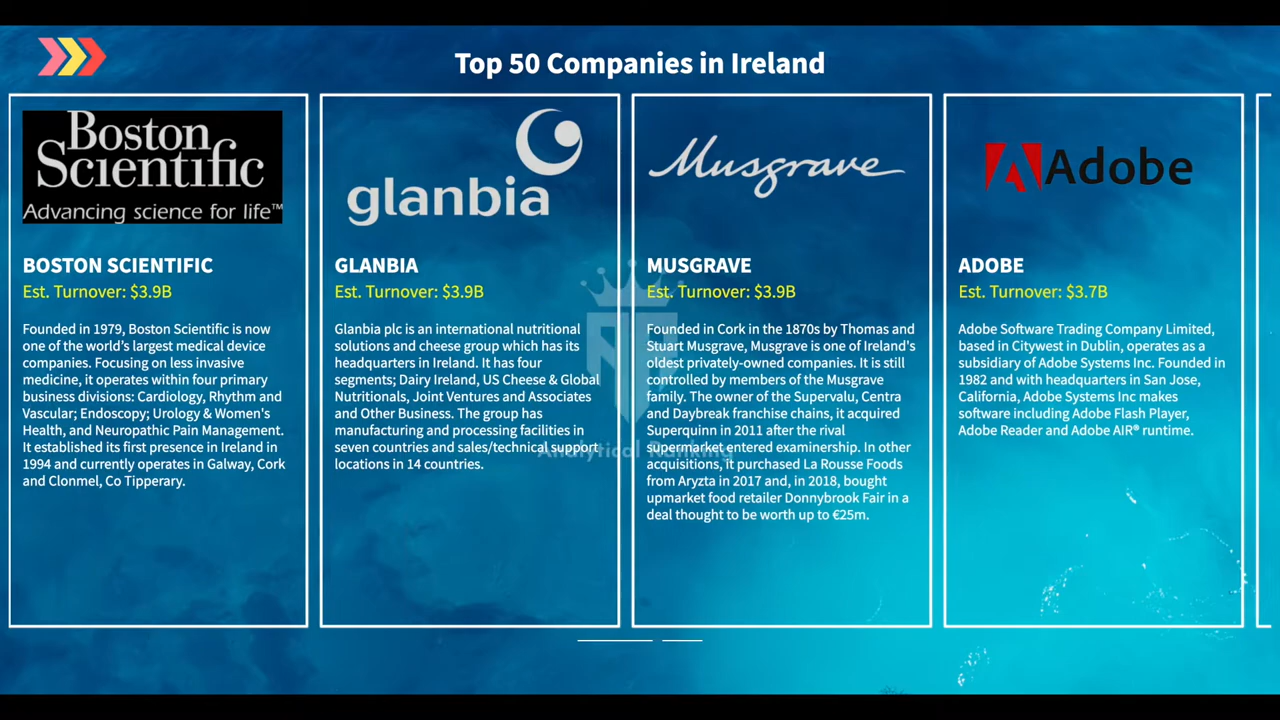 Top 50 Companies in Ireland
Boston
Scientific
Advancing science for life™
BOSTON SCIENTIFIC
Est. Turnover: $3.9B
Founded in 1979, Boston Scientific is now
one of the world's largest medical device
companies. Focusing on less invasive
medicine, it operates within four primary
business divisions: Cardiology, Rhythm and
Vascular; Endoscopy; Urology & Women's
Health, and Neuropathic Pain Management.
It established its first presence in Ireland in
1994 and currently operates in Galway, Cork
and Clonmel, Co Tipperary.
glanbia
GLANBIA
Est. Turnover: $3.9B
Glanbia plc is an international nutritional
solutions and cheese group which has its
headquarters in Ireland. It has four
segments; Dairy Ireland, US Cheese & Global
Nutritionals, Joint Ventures and Associates
and Other Business. The group has
manufacturing and processing facilities in
seven countries and sales/technical support
locations in 14 countries.
Musgrave
MUSGRAVE
Est. Turnover: $3.9B
Founded in Cork in the 1870s by Thomas and
Stuart Musgrave, Musgrave is one of Ireland's
oldest privately-owned companies. It is still
controlled by members of the Musgrave
family. The owner of the Supervalu, Centra
and Daybreak franchise chains, it acquired
Superquinn in 2011 after the rival
supermarket entered examinership. In other
acquisitions, it purchased La Rousse Foods
from Aryzta in 2017 and, in 2018, bought
upmarket food retailer Donnybrook Fair in a
deal thought to be worth up to €25m.
Adobe
ADOBE
Est. Turnover: $3.7B
Adobe Software Trading Company Limited,
based in Citywest in Dublin, operates as a
subsidiary of Adobe Systems Inc. Founded in
1982 and with headquarters in San Jose,
California, Adobe Systems Inc makes
software including Adobe Flash Player,
Adobe Reader and Adobe AIR® runtime.
Analytical Ranking